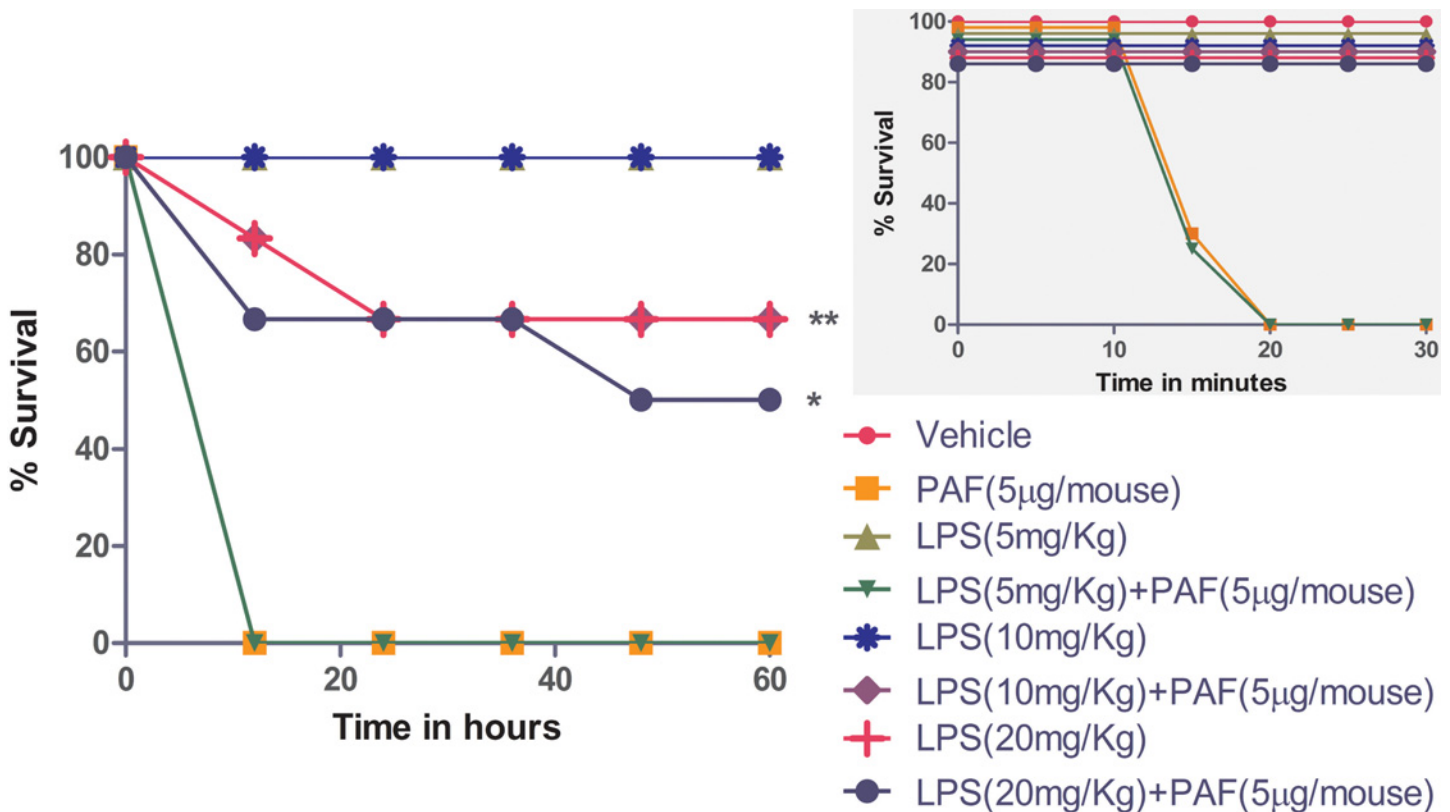 % Survival
100
80
60
40
20
0
0 20 40 60
Time in hours
**
*
% Survival
100
80
60
40
20
0
0 10 20 30
Time in minutes
Vehicle
PAF(5μg/mouse)
LPS(5mg/Kg)
LPS(5mg/Kg)+PAF(5μg/mouse)
LPS(10mg/Kg)
LPS(10mg/Kg)+PAF(5μg/mouse)
LPS(20mg/Kg)
LPS(20mg/Kg)+PAF(5μg/mouse)